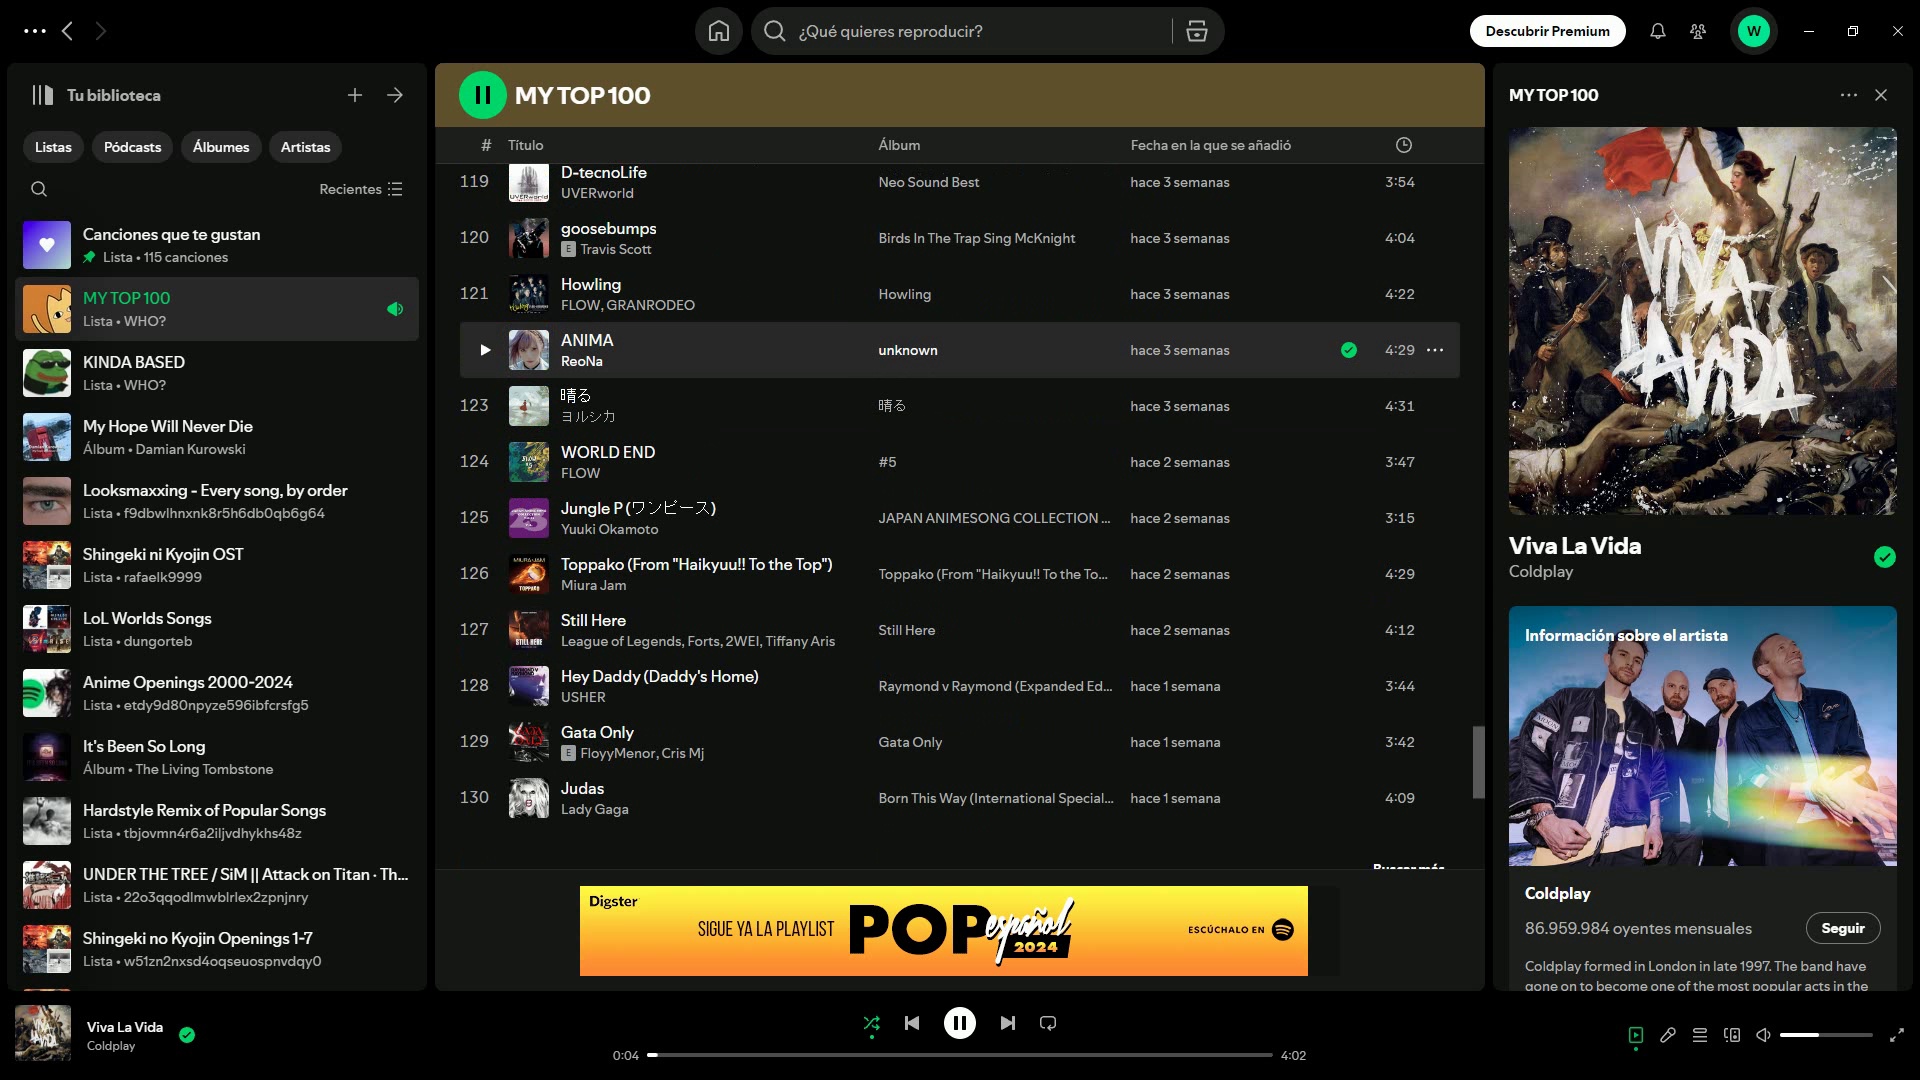 ¿Qué quieres reproducir?
Descubrir Premium
W
Tu biblioteca
Listas
Pódcasts
Álbumes
Artistas
Recientes
Canciones que te gustan
Lista • 115 canciones
MY TOP 100
Lista • WHO?
KINDA BASED
Lista • WHO?
My Hope Will Never Die
Álbum • Damian Kurowski
Looksmaxxing - Every song, by order
Lista • f9dbwlhnxnk8r5h6db0qb6g64
Shingeki ni Kyojin OST
Lista • rafaelk9999
LoL Worlds Songs
Lista • dungorteb
Anime Openings 2000-2024
Lista • etdy9d80npyze596ibfcrsfg5
It's Been So Long
Álbum • The Living Tombstone
Hardstyle Remix of Popular Songs
Lista • tbjovmn4r6a2iljvdhykhs48z
UNDER THE TREE / SiM || Attack on Titan · Th...
Lista • 22o3qqodlmwblrlex2zpnjnry
Shingeki no Kyojin Openings 1-7
Lista • w51zn2nxsd4oqseuospnvdqy0
MY TOP 100
# Título Álbum Fecha en la que se añadió
119 D-tecnoLife Neo Sound Best hace 3 semanas 3:54
UVERworld
120 goosebumps Birds In The Trap Sing McKnight hace 3 semanas 4:04
E Travis Scott
121 Howling Howling hace 3 semanas 4:22
FLOW, GRANRODEO
ANIMA unknown hace 3 semanas 4:29
ReoNa
123 晴る 晴る hace 3 semanas 4:31
ヨルシカ
124 WORLD END #5 hace 2 semanas 3:47
FLOW
125 Jungle P (ワンピース) JAPAN ANIMESONG COLLECTION ... hace 2 semanas 3:15
Yuuki Okamoto
126 Toppako (From "Haikyuu!! To the Top") Toppako (From "Haikyuu!! To the To... hace 2 semanas 4:29
Miura Jam
127 Still Here Still Here hace 2 semanas 4:12
League of Legends, Forts, 2WEI, Tiffany Aris
128 Hey Daddy (Daddy's Home) Raymond v Raymond (Expanded Ed... hace 1 semana 3:44
USHER
129 Gata Only Gata Only hace 1 semana 3:42
E FloyyMenor, Cris Mj
130 Judas Born This Way (International Special... hace 1 semana 4:09
Lady Gaga
Buscar más
Digster
SIGUE YA LA PLAYLIST
POP español 2024
ESCÚCHALO EN
MY TOP 100
VIVA LA VIDA
Viva La Vida
Coldplay
Información sobre el artista
Coldplay
86.959.984 oyentes mensuales
Seguir
Coldplay formed in London in late 1997. The band have
gone on to become one of the most popular acts in the
Viva La Vida
Coldplay
0:04
4:02